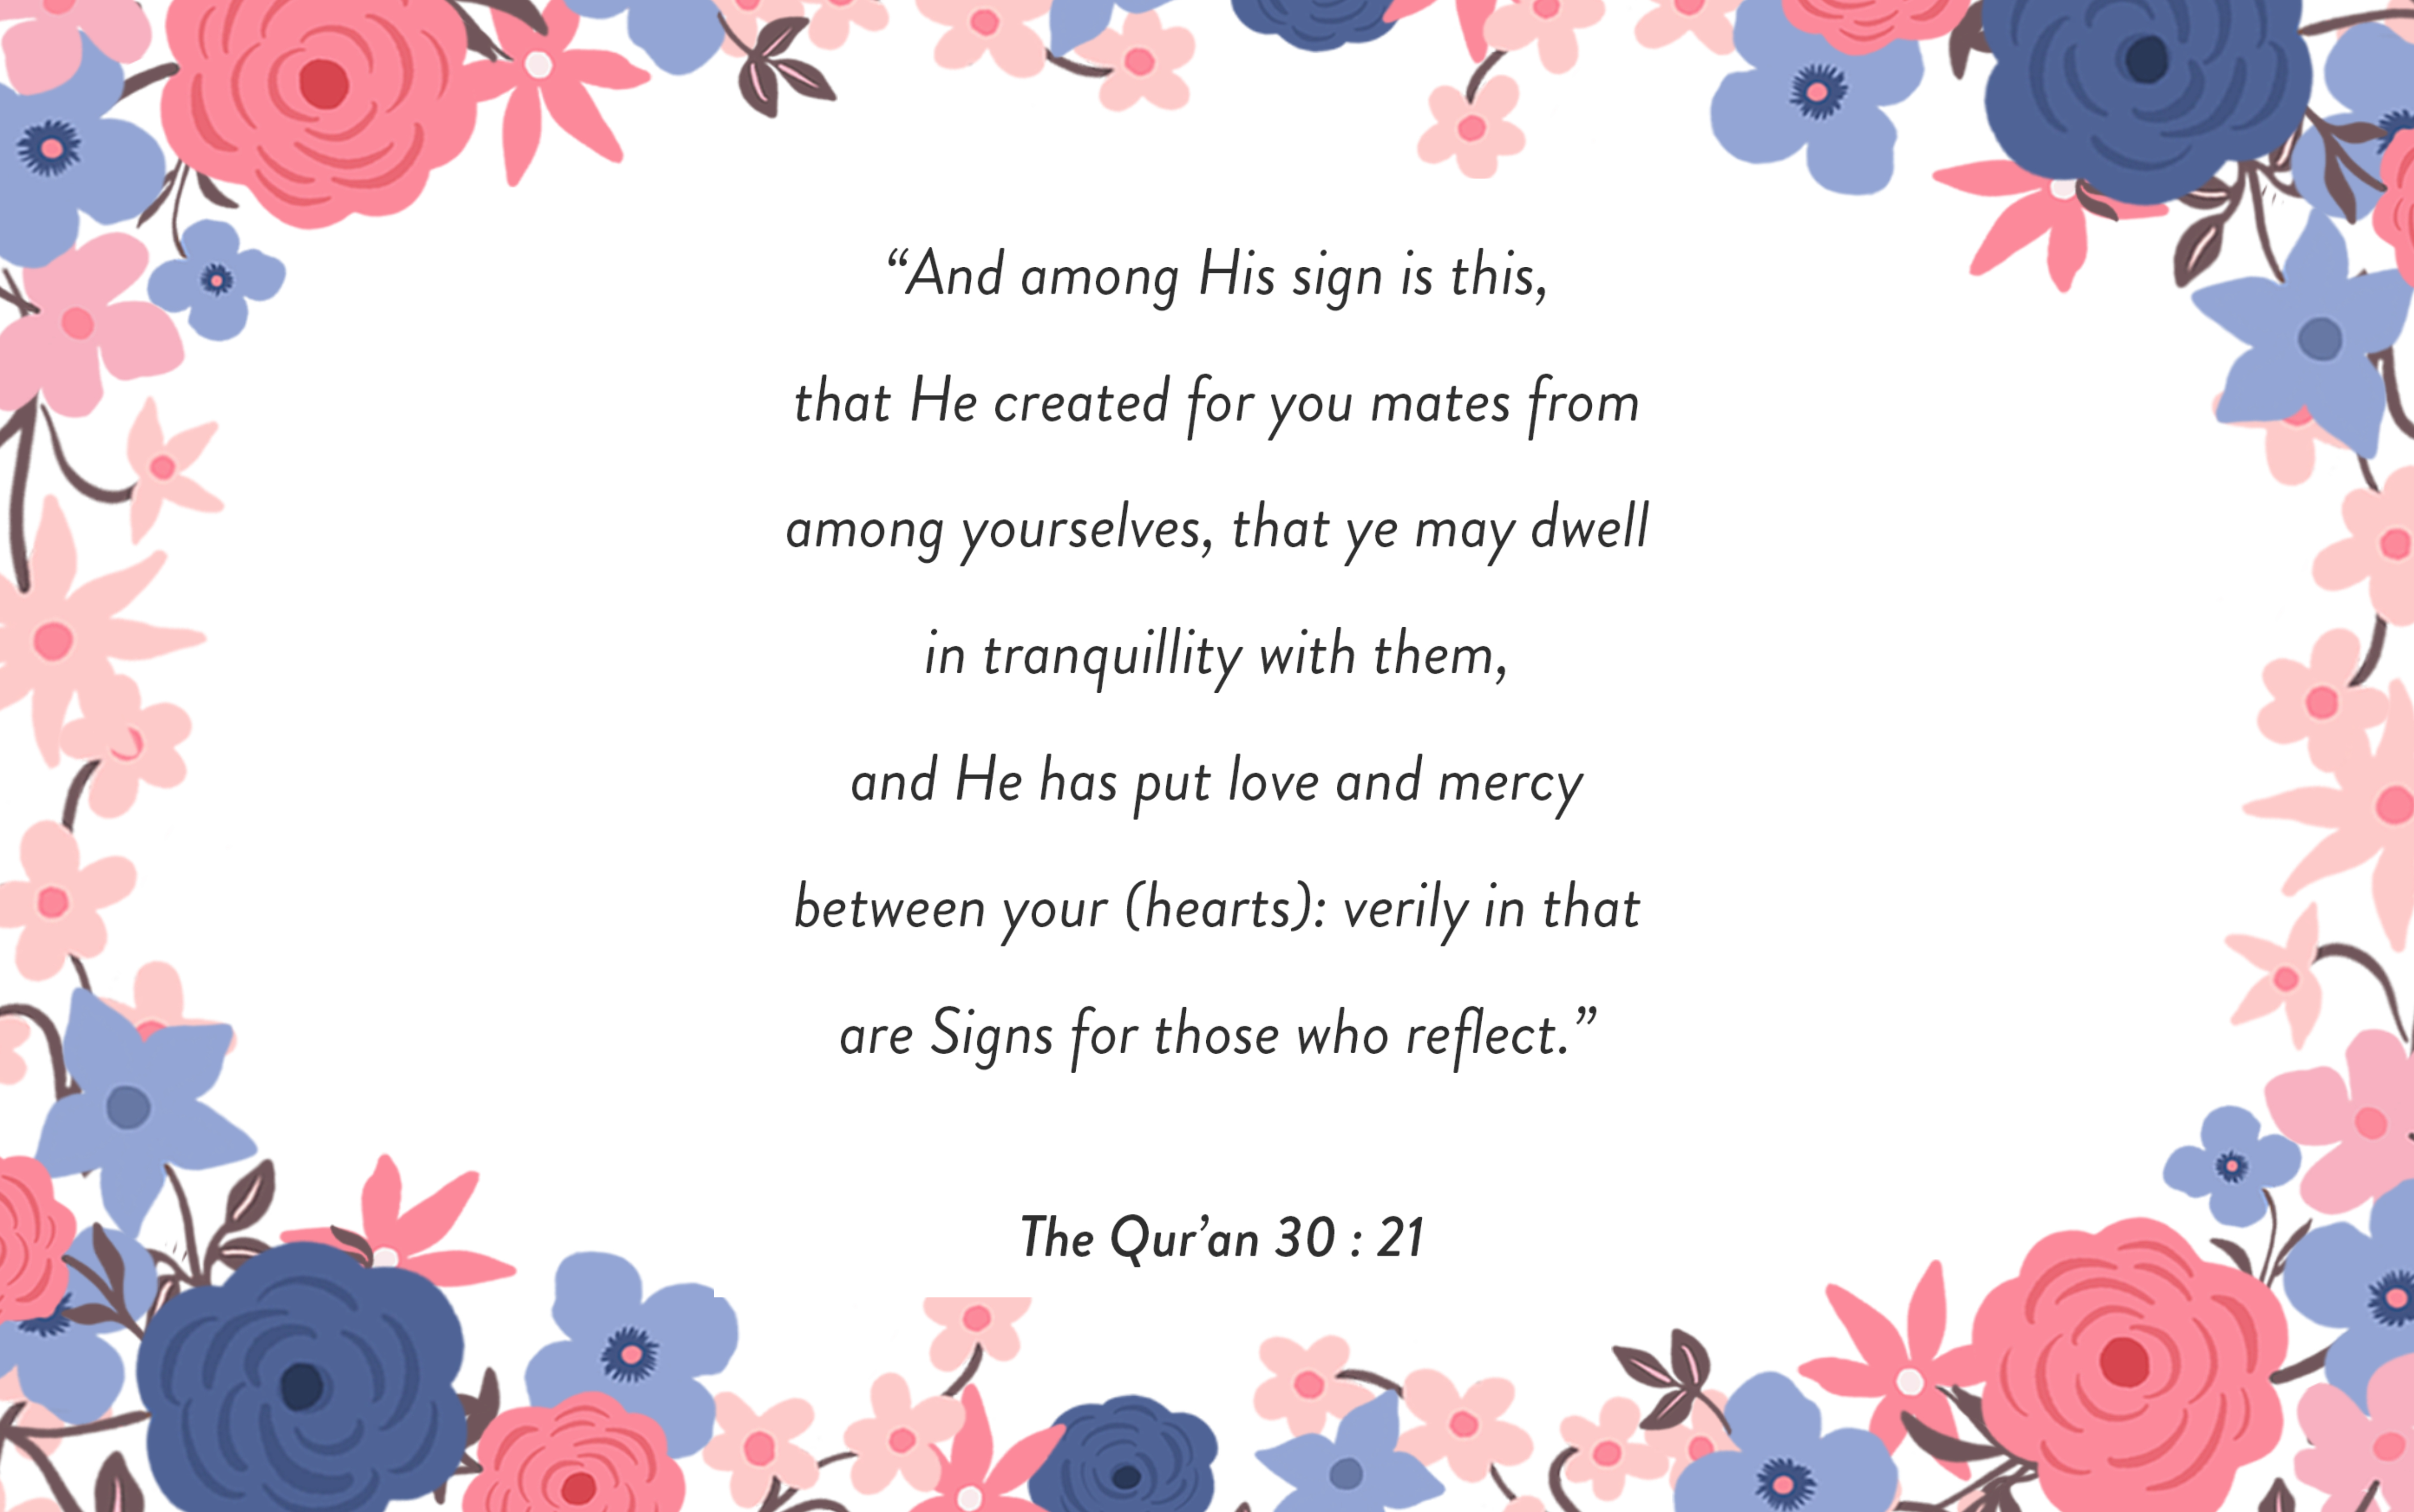 “And among His sign is this,
that He created for you mates from
among yourselves, that ye may dwell
in tranquillity with them,
and He has put love and mercy
between your (hearts): verily in that
are Signs for those who reflect.”
The Qur’an 30 : 21